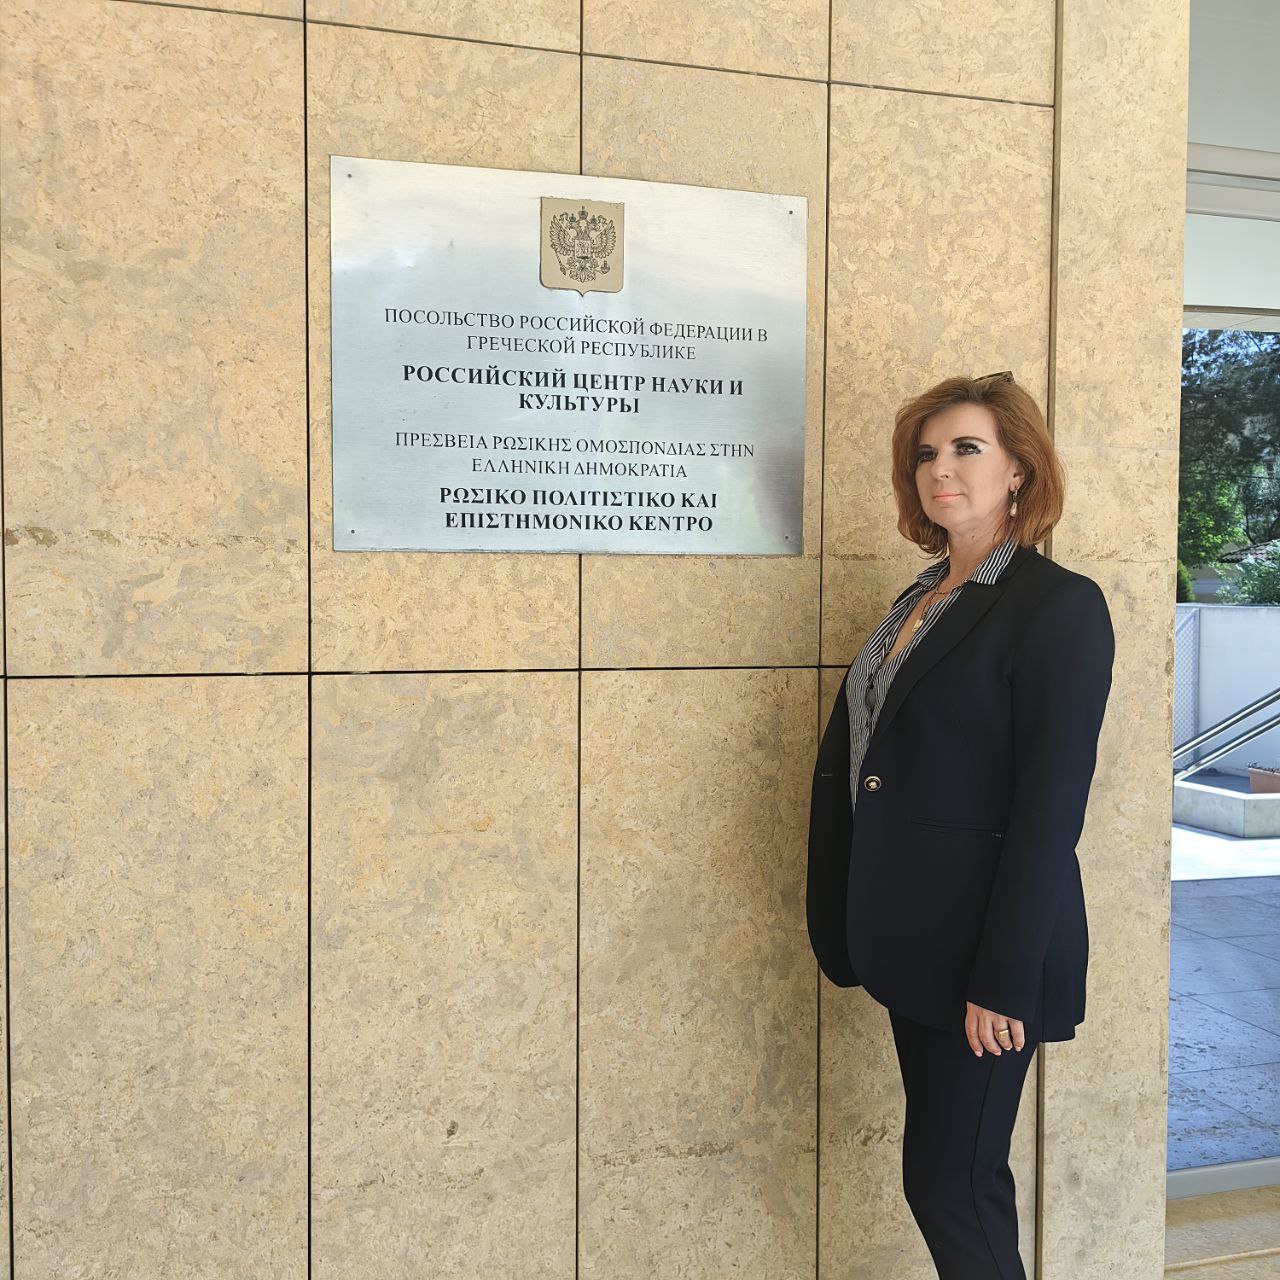 ПОСОЛЬСТВО РОССИЙСКОЙ ФЕДЕРАЦИИ В
ГРЕЧЕСКОЙ РЕСПУБЛИКЕ
РОССИЙСКИЙ ЦЕНТР НАУКИ И
КУЛЬТУРЫ
ΠΡΕΣΒΕΙΑ ΡΩΣΙΚΗΣ ΟΜΟΣΠΟΝΔΙΑΣ ΣΤΗΝ
ΕΛΛΗΝΙΚΗ ΔΗΜΟΚΡΑΤΙΑ
ΡΩΣΙΚΟ ΠΟΛΙΤΙΣΤΙΚΟ ΚΑΙ
ΕΠΙΣΤΗΜΟΝΙΚΟ ΚΕΝΤΡΟ